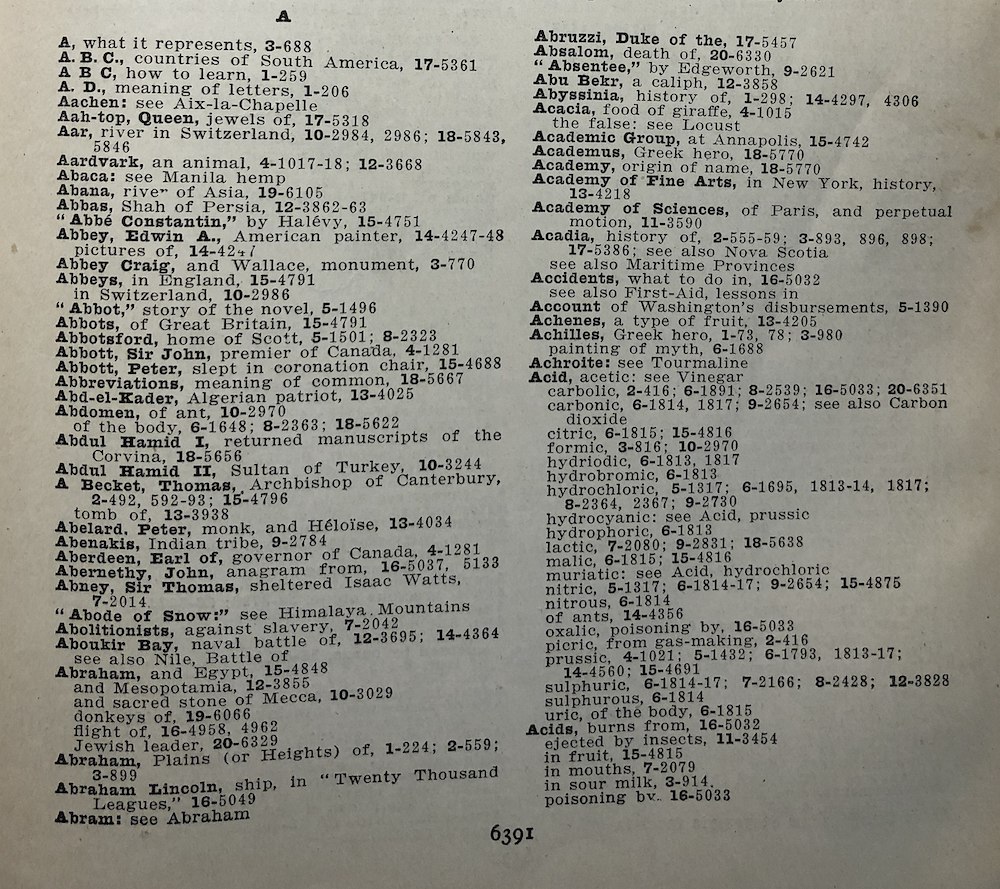 A
A, what it represents, 3-688
A. B. C., countries of South America, 17-5361
A B C, how to learn, 1-259
A. D., meaning of letters, 1-206
Aachen: see Aix-la-Chapelle
Aah-top, Queen, jewels of, 17-5318
Aar, river in Switzerland, 10-2984, 2986; 18-5843,
5846
Aardvark, an animal, 4-1017-18; 12-3668
Abaca: see Manila hemp
Abana, river of Asia, 19-6105
Abbas, Shah of Persia, 12-3862-63
"Abbé Constantin," by Halévy, 15-4751
Abbey, Edwin A., American painter, 14-4247-48
pictures of, 14-4247
Abbey Craig, and Wallace, monument, 3-770
Abbeys, in England, 15-4791
in Switzerland, 10-2986
"Abbot," story of the novel, 5-1496
Abbots, of Great Britain, 15-4791
Abbotsford, home of Scott, 5-1501; 8-2323
Abbott, Sir John, premier of Canada, 4-1281
Abbott, Peter, slept in coronation chair, 15-4688
Abbreviations, meaning of common, 18-5667
Abd-el-Kader, Algerian patriot, 13-4025
Abdomen, of ant, 10-2970
of the body, 6-1648; 8-2363; 18-5622
Abdul Hamid I, returned manuscripts of the
Corvina, 18-5656
Abdul Hamid II, Sultan of Turkey, 10-3244
A Becket, Thomas, Archbishop of Canterbury,
2-492, 592-93; 15-4796
tomb of, 13-3938
Abelard, Peter, monk, and Héloïse, 13-4034
Abenakis, Indian tribe, 9-2784
Aberdeen, Earl of, governor of Canada, 4-1281
Abernethy, John, anagram from, 16-5037, 5133
Abney, Sir Thomas, sheltered Isaac Watts,
7-2014
"Abode of Snow:" see Himalaya Mountains
Abolitionists, against slavery, 7-2042
Aboukir Bay, naval battle of, 12-3695; 14-4364
see also Nile, Battle of
Abraham, and Egypt, 15-4848
and Mesopotamia, 12-3855
and sacred stone of Mecca, 10-3029
donkeys of, 19-6066
flight of, 16-4958, 4962
Jewish leader, 20-6329
Abraham, Plains (or Heights) of, 1-224; 2-559;
3-899
Abraham Lincoln, ship, in "Twenty Thousand
Leagues," 16-5049
Abram: see Abraham
Abruzzi, Duke of the, 17-5457
Absalom, death of, 20-6330
"Absentee," by Edgeworth, 9-2621
Abu Bekr, a caliph, 12-3858
Abyssinia, history of, 1-298; 14-4297, 4306
Acacia, food of giraffe, 4-1015
the false: see Locust
Academic Group, at Annapolis, 15-4742
Academus, Greek hero, 18-5770
Academy, origin of name, 18-5770
Academy of Fine Arts, in New York, history,
13-4218
Academy of Sciences, of Paris, and perpetual
motion, 11-3590
Acadia, history of, 2-555-59; 3-893, 896, 898;
17-5386; see also Nova Scotia
see also Maritime Provinces
Accidents, what to do in, 16-5032
see also First-Aid, lessons in
Account of Washington's disbursements, 5-1390
Achenes, a type of fruit, 13-4205
Achilles, Greek hero, 1-73, 78; 3-980
painting of myth, 6-1688
Achroite: see Tourmaline
Acid, acetic: see Vinegar
carbolic, 2-416; 6-1891; 8-2539; 16-5033; 20-6351
carbonic, 6-1814, 1817; 9-2654; see also Carbon
dioxide
citric, 6-1815; 15-4816
formic, 3-816; 10-2970
hydriodic, 6-1813, 1817
hydrobromic, 6-1813
hydrochloric, 5-1317; 6-1695, 1813-14, 1817;
8-2364, 2367; 9-2730
hydrocyanic: see Acid, prussic
hydrophoric, 6-1813
lactic, 7-2080; 9-2831; 18-5638
malic, 6-1815; 15-4816
muriatic: see Acid, hydrochloric
nitric, 5-1317; 6-1814-17; 9-2654; 15-4875
nitrous, 6-1814
of ants, 14-4356
oxalic, poisoning by, 16-5033
picric, from gas-making, 2-416
prussic, 4-1021; 5-1432; 6-1793, 1813-17;
14-4560; 15-4691
sulphuric, 6-1814-17; 7-2166; 8-2428; 12-3828
sulphurous, 6-1814
uric, of the body, 6-1815
Acids, burns from, 16-5032
ejected by insects, 11-3454
in fruit, 15-4815
in mouths, 7-2079
in sour milk, 3-914
poisoning by, 16-5033
6391